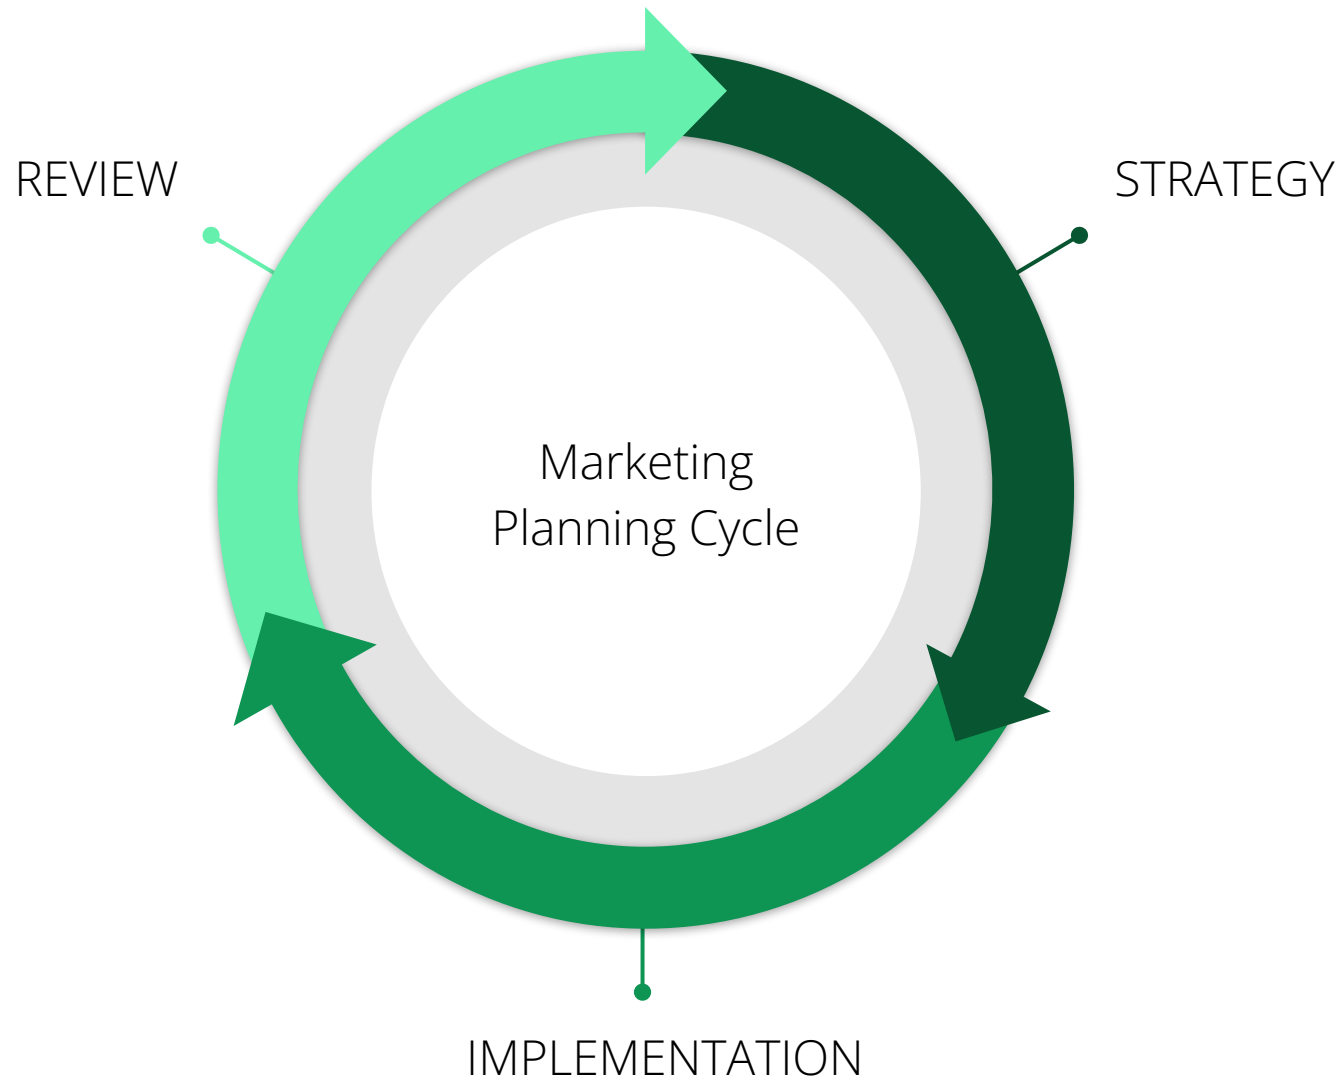 REVIEW
STRATEGY
Marketing
Planning Cycle
IMPLEMENTATION